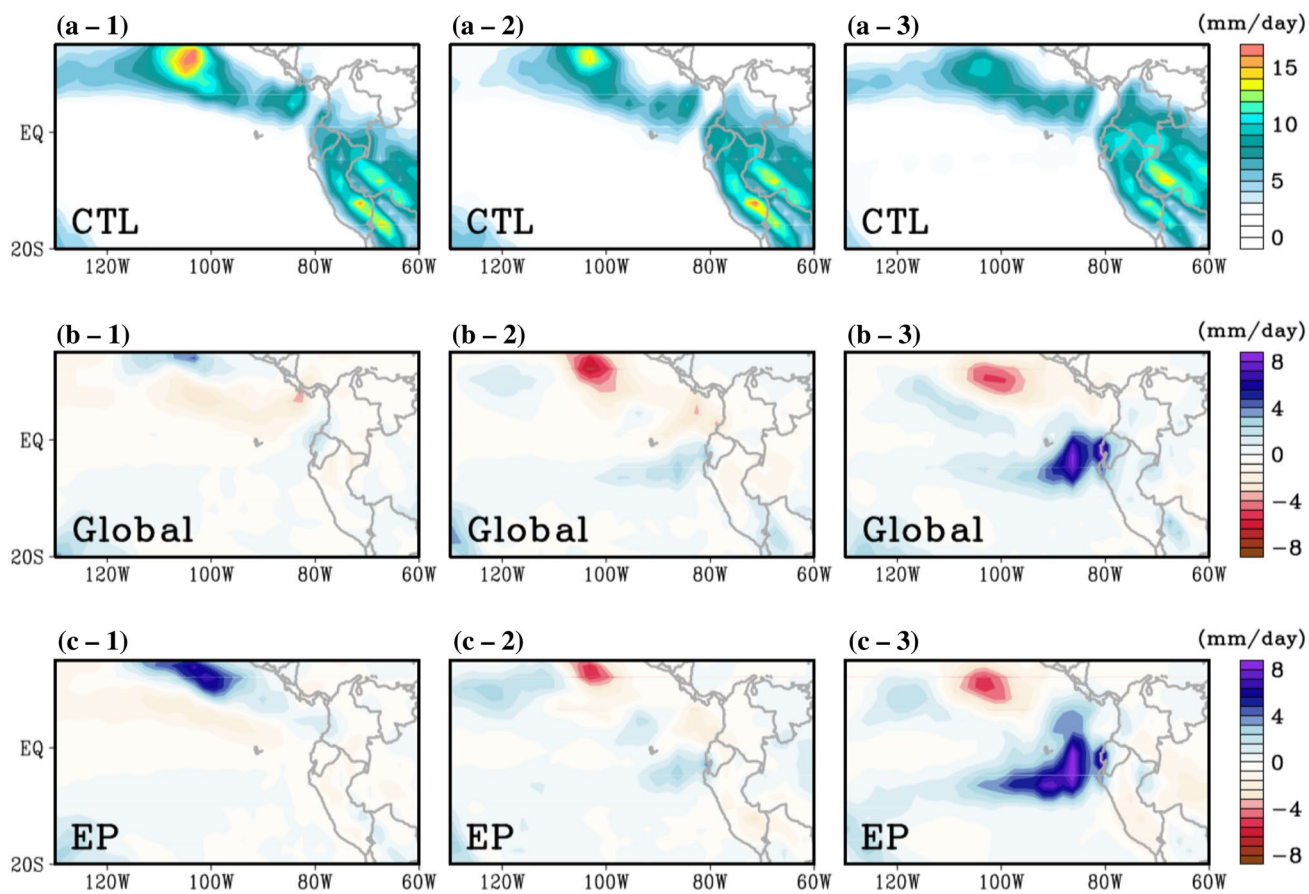 (a – 1) (a – 2) (a – 3) (mm/day)
15
10
EQ
5
CTL CTL CTL
0
20S
120W 100W 80W 60W 120W 100W 80W 60W 120W 100W 80W 60W
(b – 1) (b – 2) (b – 3) (mm/day)
8
4
EQ 0
−4
Global Global Global
−8
20S
120W 100W 80W 60W 120W 100W 80W 60W 120W 100W 80W 60W
(c – 1) (c – 2) (c – 3) (mm/day)
8
4
EQ 0
−4
EP EP EP
−8
20S
120W 100W 80W 60W 120W 100W 80W 60W 120W 100W 80W 60W